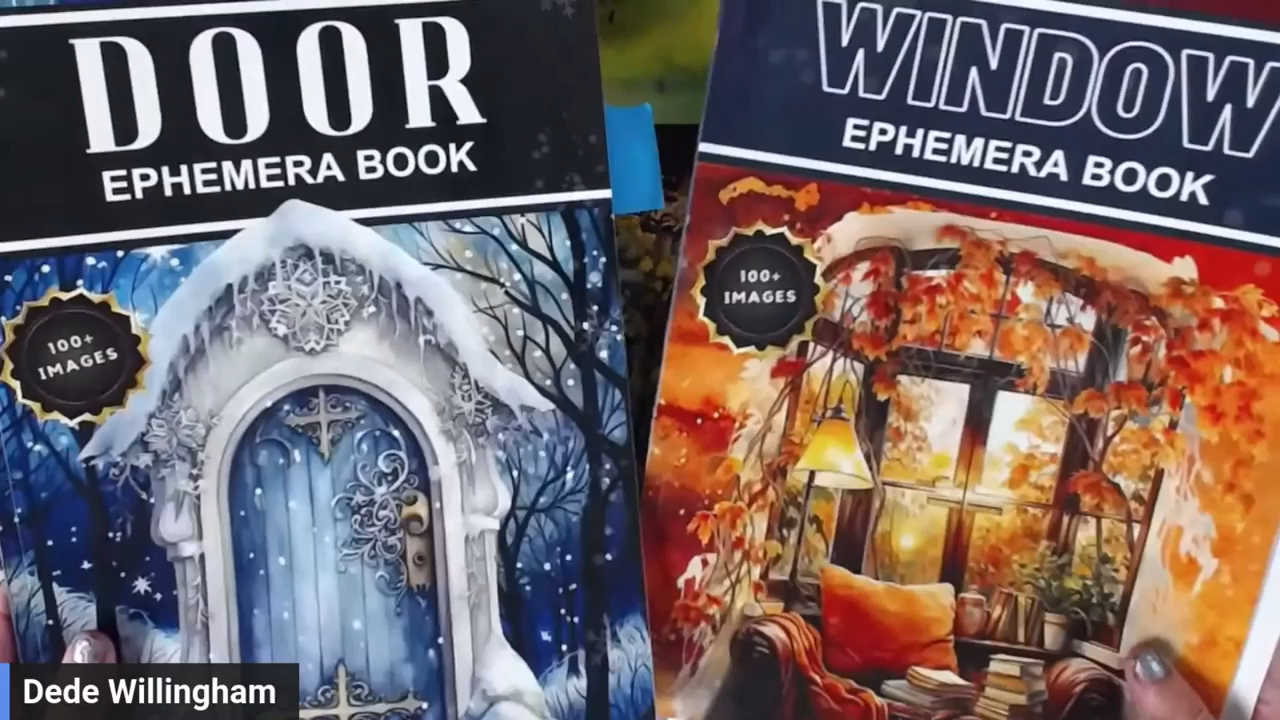 DOOR
EPHEMERA BOOK
100+
IMAGES
WINDOW
EPHEMERA BOOK
100+
IMAGES
Dede Willingham